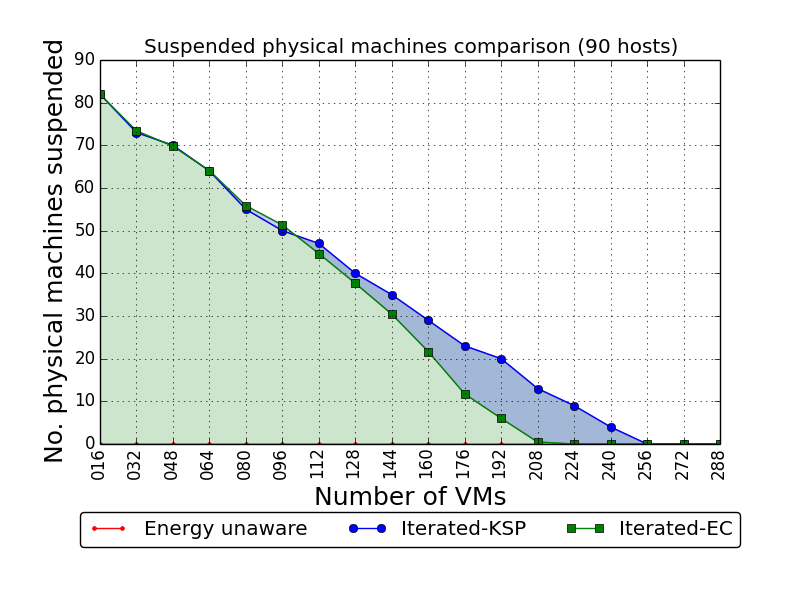 Suspended physical machines comparison (90 hosts)
No. physical machines suspended
90
80
70
60
50
40
30
20
10
0
016 032 048 064 080 096 112 128 144 160 176 192 208 224 240 256 272 288
Number of VMs
Energy unaware Iterated-KSP Iterated-EC